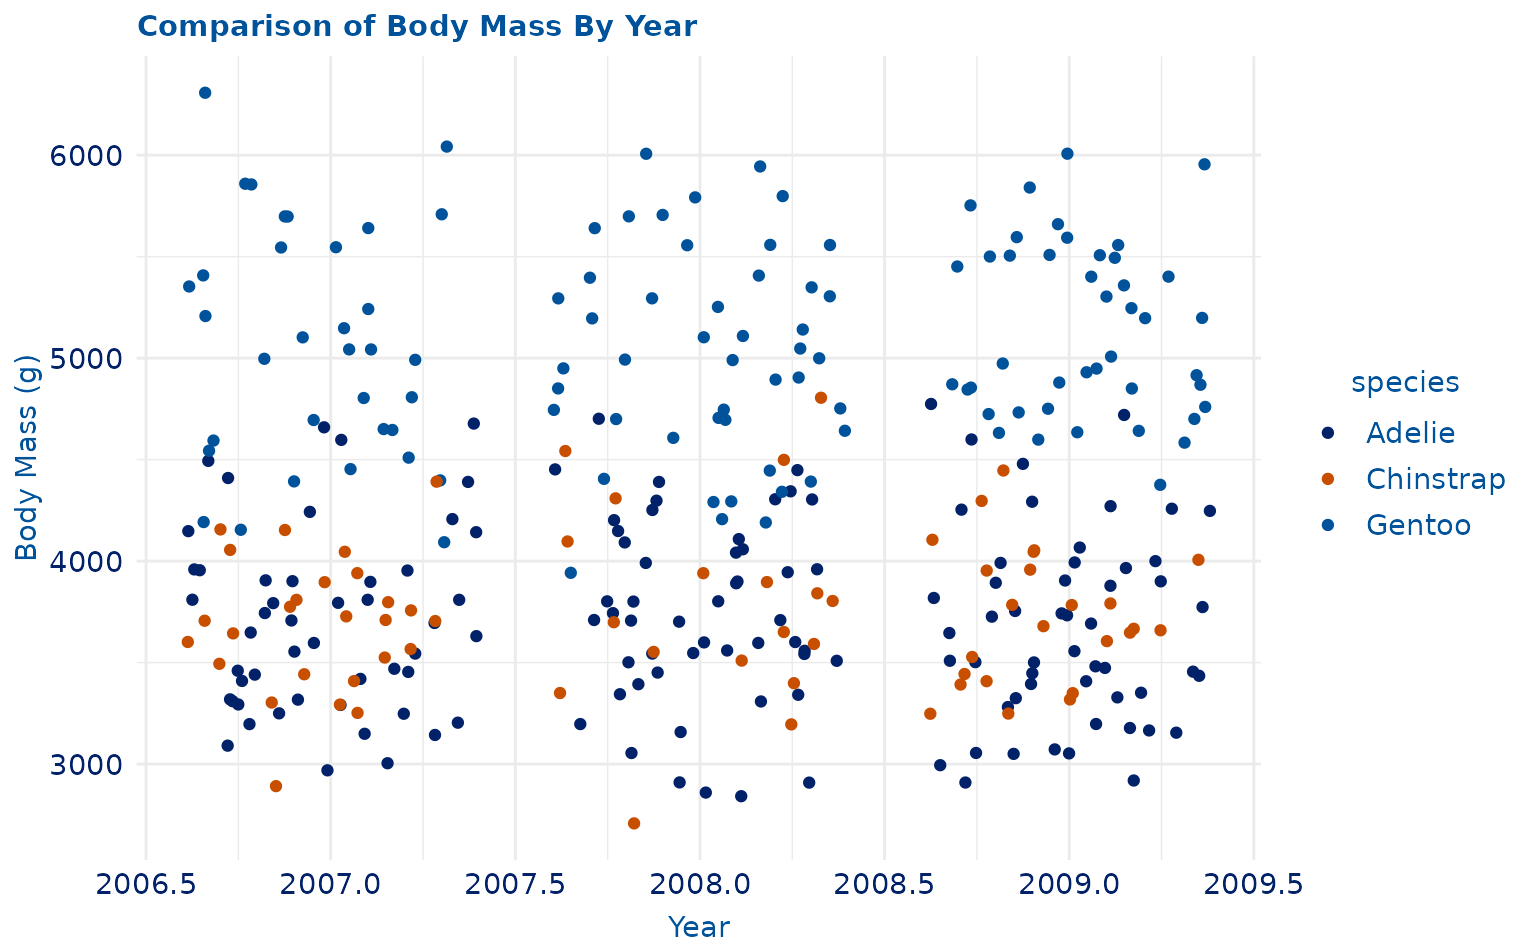 Comparison of Body Mass By Year
6000
5000
4000
3000
Body Mass (g)
2006.5 2007.0 2007.5 2008.0 2008.5 2009.0 2009.5
Year
species
Adelie
Chinstrap
Gentoo